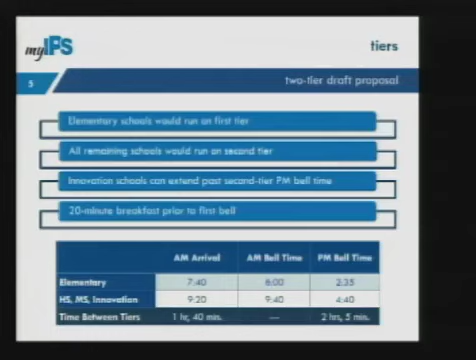 myIPS
tiers
5
two-tier draft proposal
Elementary schools would run on first tier
All remaining schools would run on second tier
Innovation schools can extend past second-tier PM bell time
20-minute breakfast prior to first bell
AM Arrival AM Bell Time PM Bell Time
Elementary 7:40 8:00 2:35
HS, MS, Innovation 9:20 9:40 4:40
Time Between Tiers 1 hr, 40 min. — 2 hrs, 5 min.